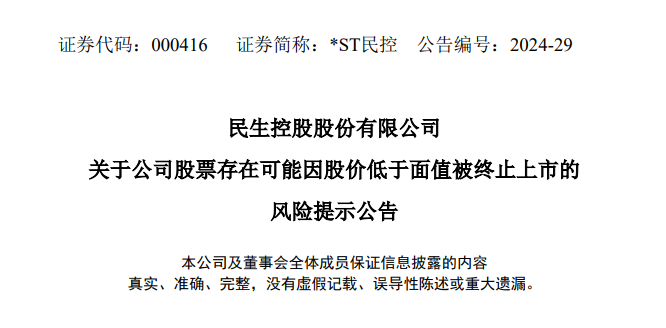 证券代码：000416 证券简称：*ST民控 公告编号：2024-29
民生控股股份有限公司
关于公司股票存在可能因股价低于面值被终止上市的
风险提示公告
本公司及董事会全体成员保证信息披露的内容
真实、准确、完整，没有虚假记载、误导性陈述或重大遗漏。